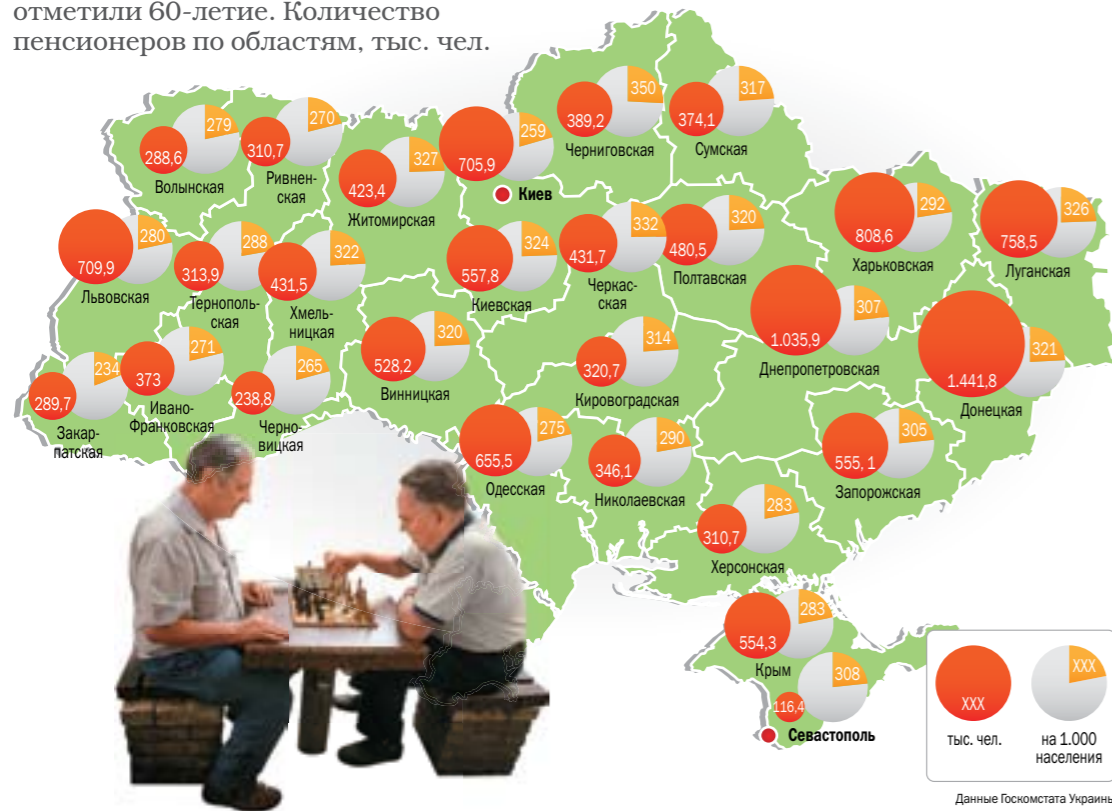 отметили 60-летие. Количество
пенсионеров по областям, тыс. чел.
350
389,2
Черниговская
317
374,1
Сумская
279
288,6
Волынская
270
310,7
Ривнен-
ская
327
423,4
Житомирская
259
705,9
Киев
280
709,9
Львовская
288
313,9
Тернополь-
ская
322
431,5
Хмель-
ницкая
324
557,8
Киевская
332
431,7
Черкас-
ская
320
480,5
Полтавская
292
808,6
Харьковская
326
758,5
Луганская
234
289,7
Закар-
патская
271
373
Ивано-
Франковская
265
238,8
Черно-
вицкая
320
528,2
Винницкая
314
320,7
Кировоградская
307
1.035,9
Днепропетровская
321
1.441,8
Донецкая
275
655,5
Одесская
290
346,1
Николаевская
305
555, 1
Запорожская
283
310,7
Херсонская
283
554,3
Крым
308
116,4
Севастополь
XXX
тыс. чел.
XXX
на 1.000
населения
Данные Госкомстата Украины